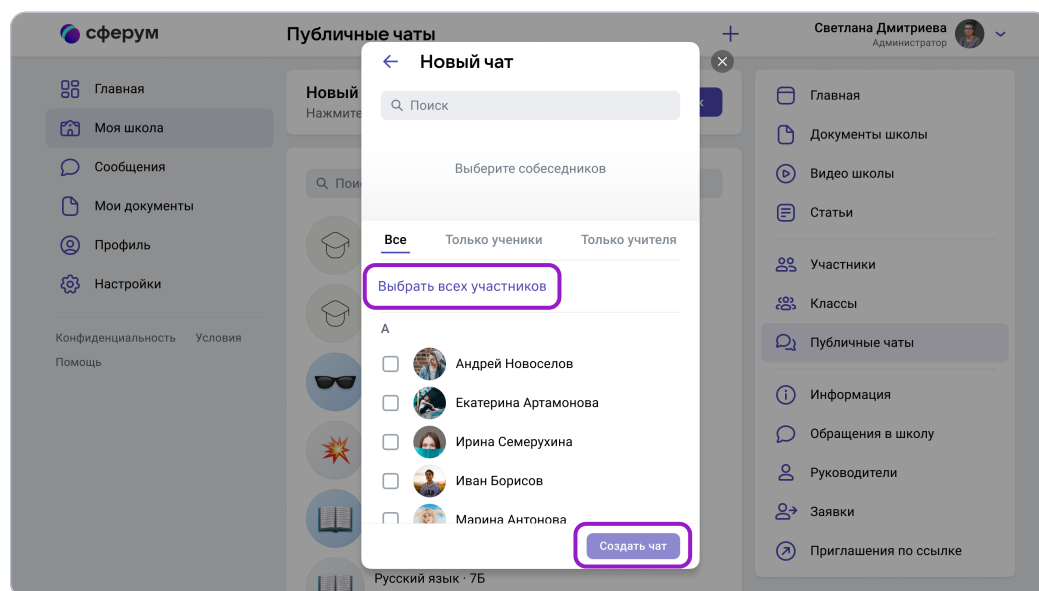 сферум
Публичные чаты
Светлана Дмитриева
Администратор
Главная
Моя школа
Сообщения
Мои документы
Профиль
Настройки
Конфиденциальность Условия
Помощь
Новый
Нажмите
Новый чат
Поиск
Выберите собеседников
Все Только ученики Только учителя
Выбрать всех участников
А
Андрей Новоселов
Екатерина Артамонова
Ирина Семерухина
Иван Борисов
Марина Антонова
Создать чат
Русский язык · 7Б
Главная
Документы школы
Видео школы
Статьи
Участники
Классы
Публичные чаты
Информация
Обращения в школу
Руководители
Заявки
Приглашения по ссылке